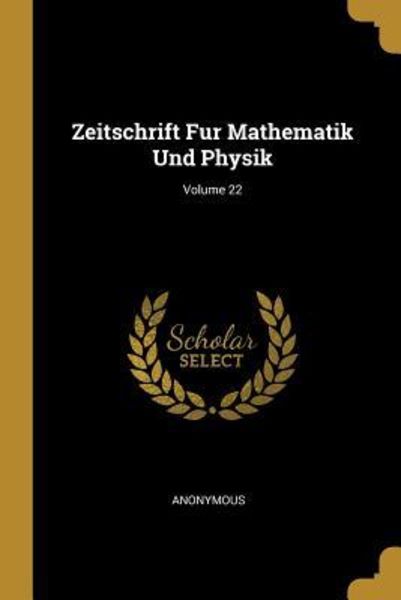 Zeitschrift Fur Mathematik
Und Physik
Volume 22
Scholar
SELECT
ANONYMOUS